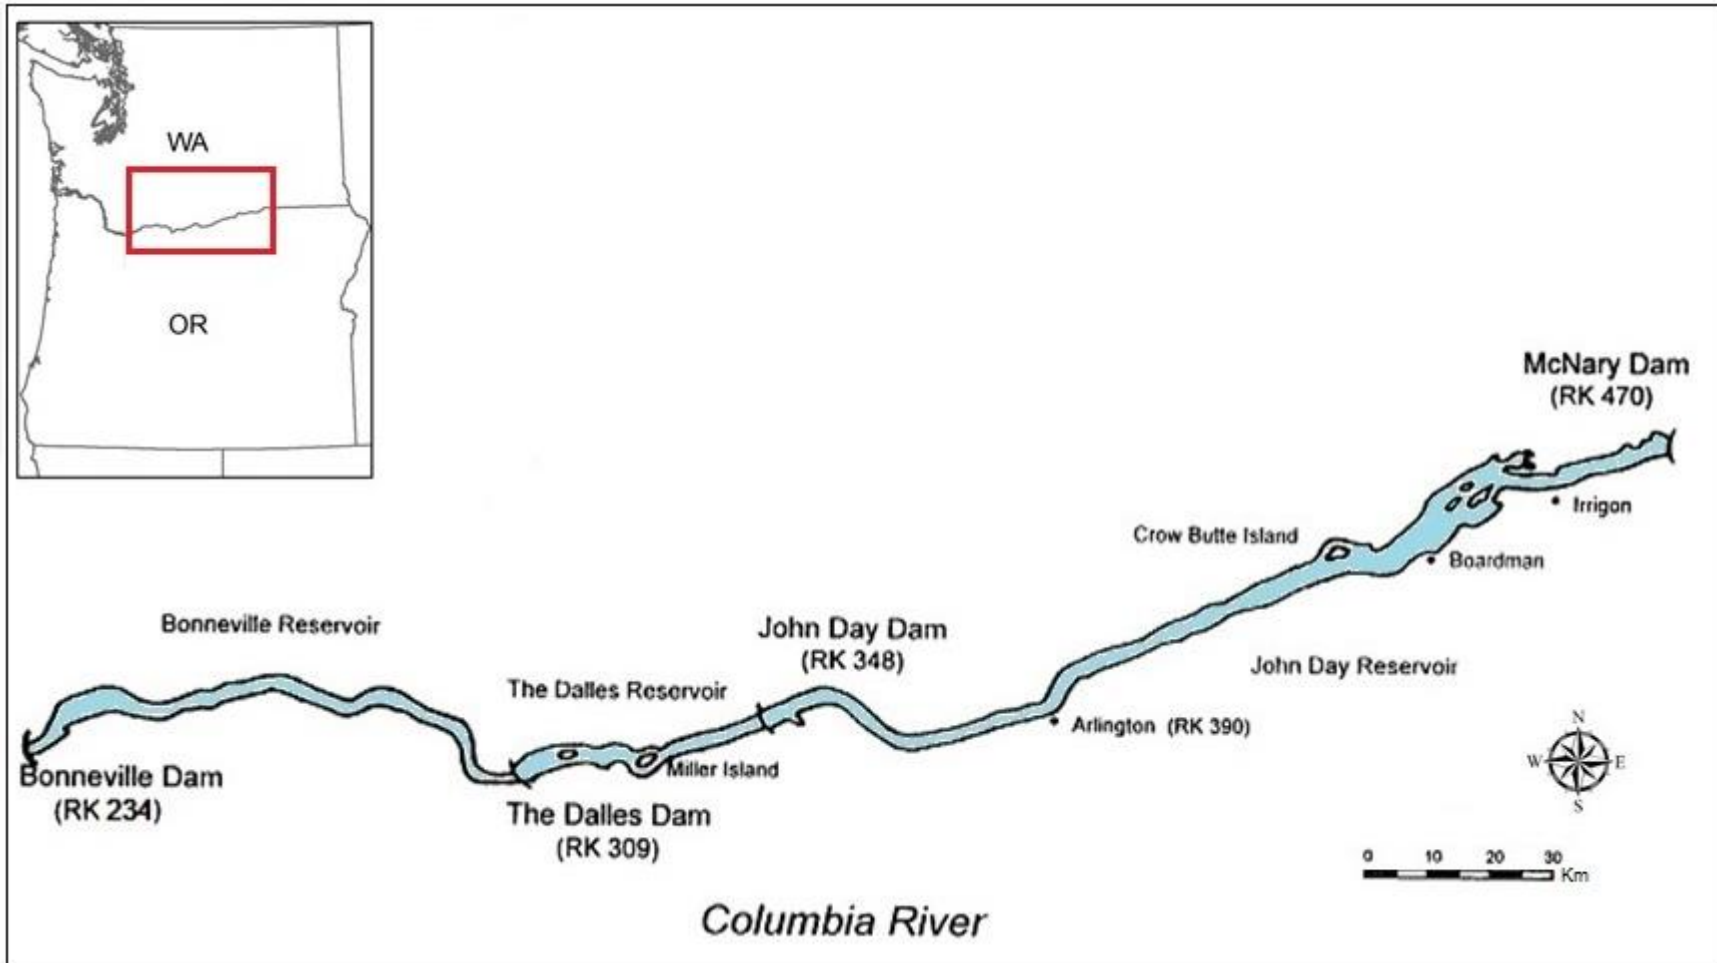 WA
OR
McNary Dam
(RK 470)
Irrigon
Crow Butte Island
Boardman
Bonneville Reservoir
John Day Dam
(RK 348)
The Dalles Reservoir
John Day Reservoir
Arlington (RK 390)
Miller Island
Bonneville Dam
(RK 234)
The Dalles Dam
(RK 309)
N
W E
S
0 10 20 30
Km
Columbia River